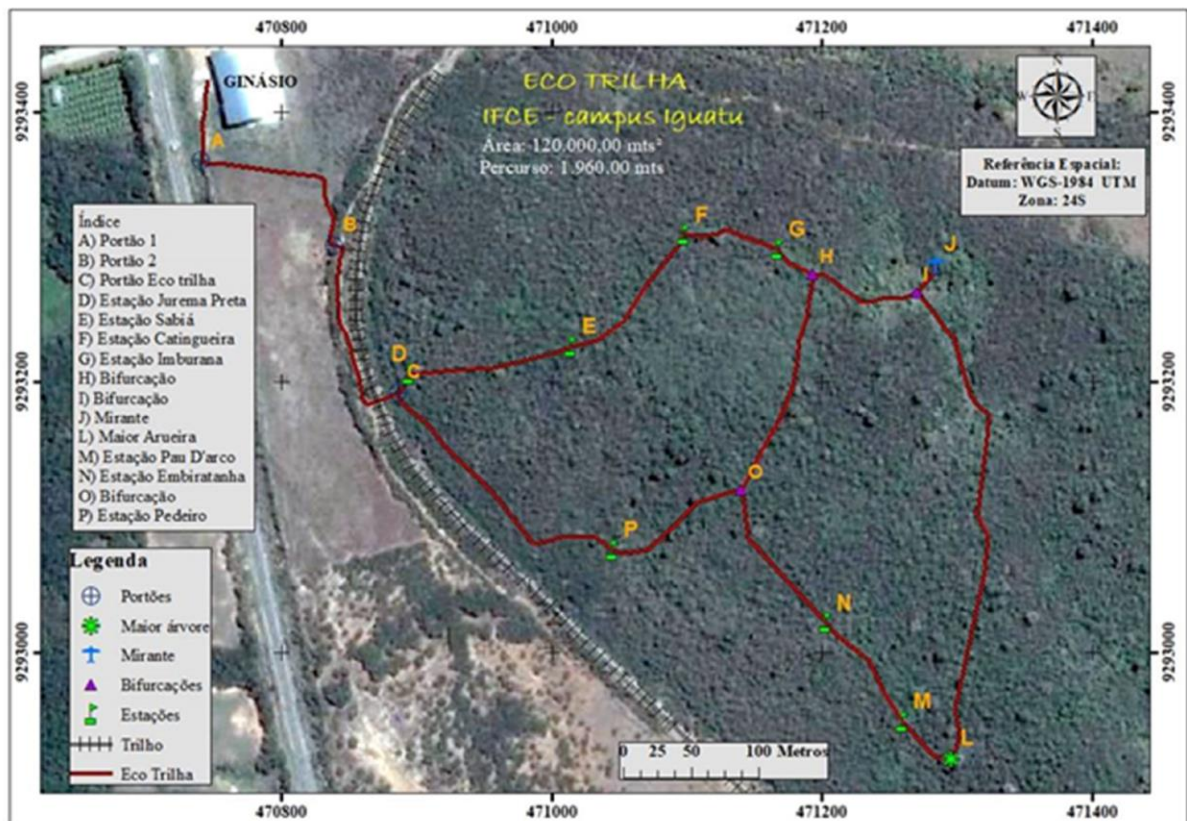 470800 471000 471200 471400
GINÁSIO
ECO TRILHA
IFCE - campus Iguatu
Área: 120.000,00 mts²
Percurso: 1.960,00 mts
S
W E
S
Referência Espacial:
Datum: WGS-1984 UTM
Zona: 24S
9293400 9293400
A
B
F
G
H
J
I
E
D
C
9293200 9293200
O
P
N
M
L
9293000 9293000
Índice
A) Portão 1
B) Portão 2
C) Portão Eco trilha
D) Estação Jurema Preta
E) Estação Sabiá
F) Estação Catingueira
G) Estação Imburana
H) Bifurcação
I) Bifurcação
J) Mirante
L) Maior Arueira
M) Estação Pau D'arco
N) Estação Embiratanha
O) Bifurcação
P) Estação Pedeiro
Legenda
Portões
Maior árvore
Mirante
Bifurcações
Estações
Trilho
Eco Trilha
0 25 50 100 Metros
470800 471000 471200 471400